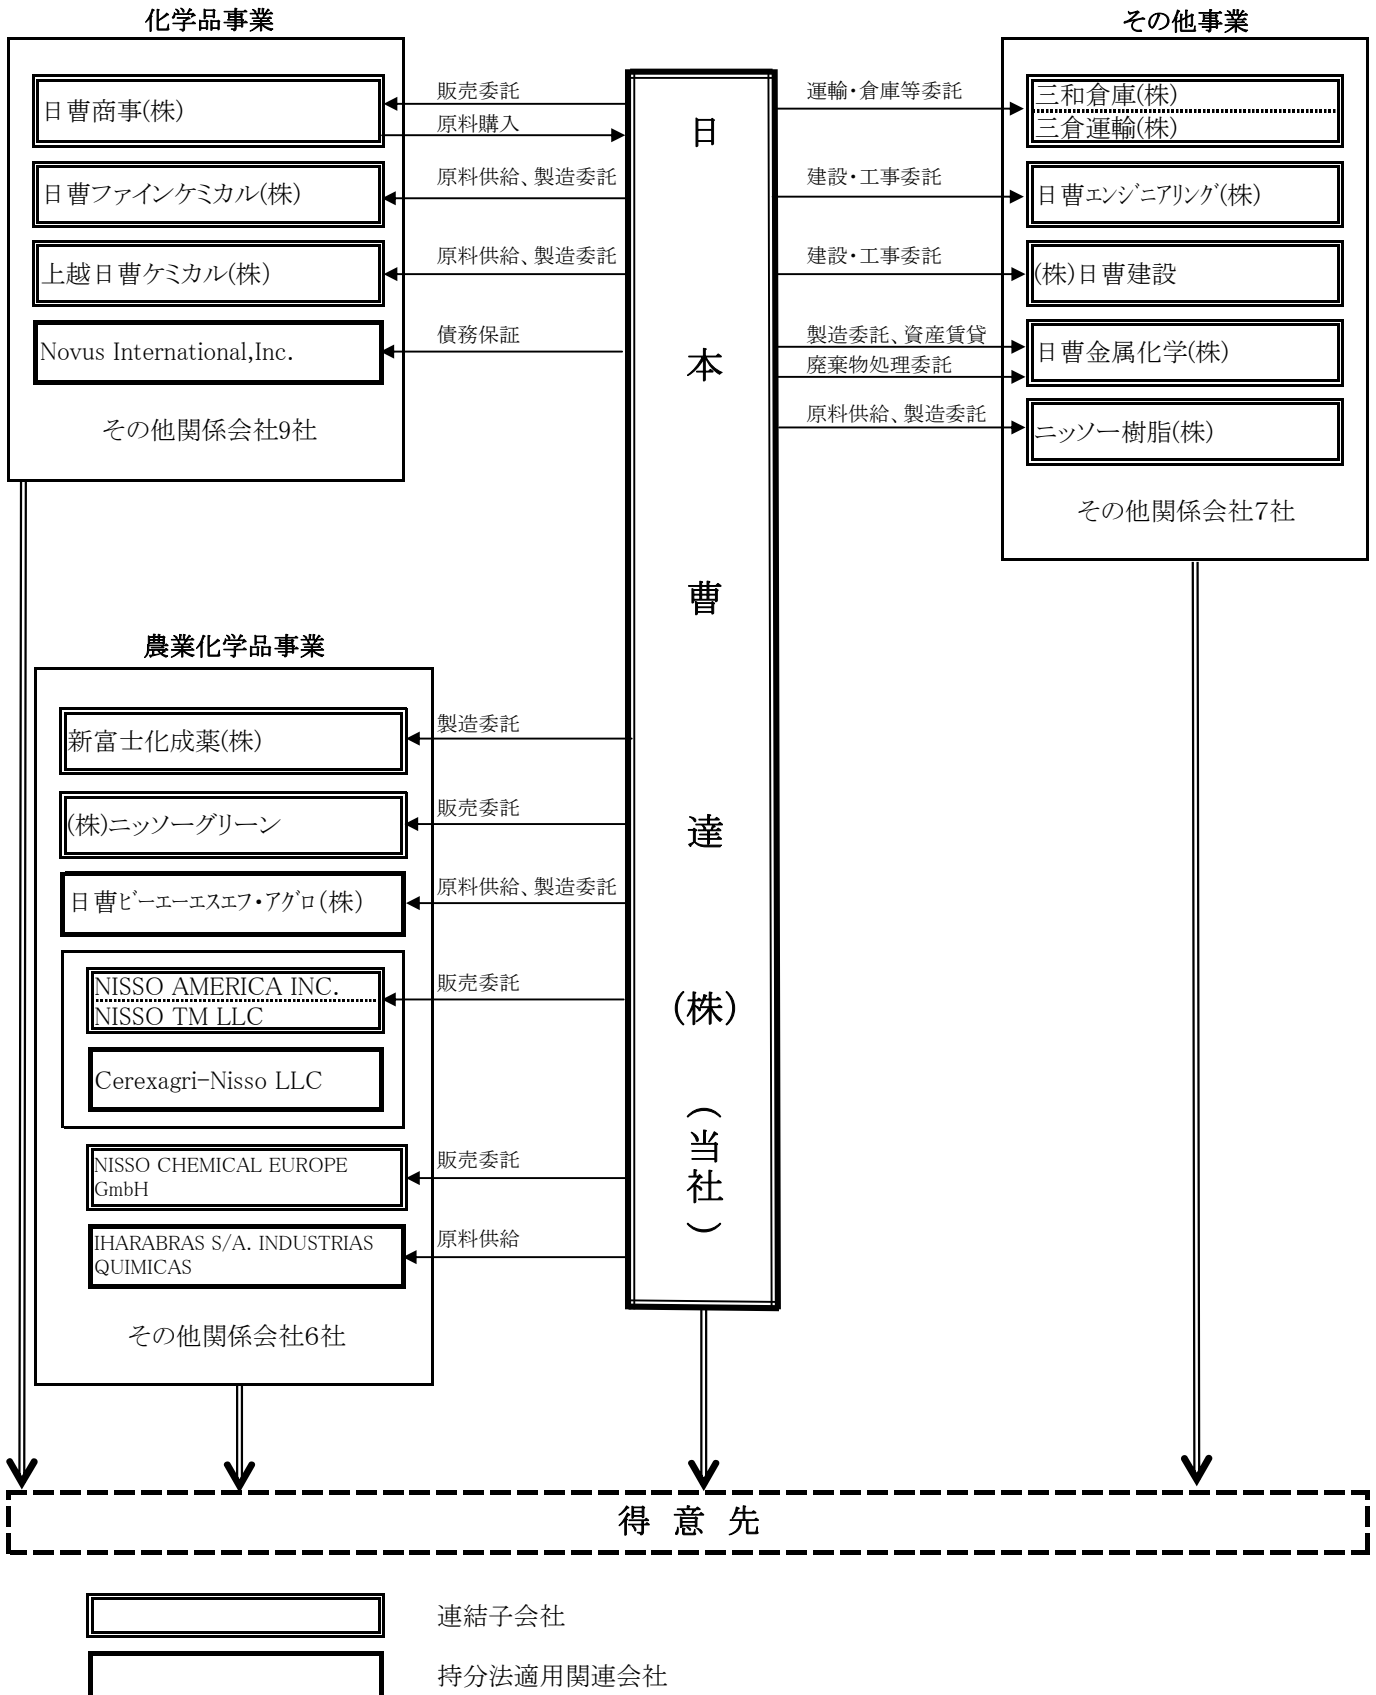 化学品事業
日曹商事(株)
日曹ファインケミカル(株)
上越日曹ケミカル(株)
Novus International,Inc.
その他関係会社9社
販売委託
原料購入
原料供給、製造委託
原料供給、製造委託
債務保証
農業化学品事業
新富士化成薬(株)
(株)ニッソーグリーン
日曹ﾋﾞｰｴｰｴｽｴﾌ・ｱｸﾞﾛ(株)
NISSO AMERICA INC.
NISSO TM LLC
Cerexagri-Nisso LLC
NISSO CHEMICAL EUROPE
GmbH
IHARABRAS S/A. INDUSTRIAS
QUIMICAS
その他関係会社6社
製造委託
販売委託
原料供給、製造委託
販売委託
販売委託
原料供給
日本曹達(株)(当社)
その他事業
運輸・倉庫等委託
建設・工事委託
建設・工事委託
製造委託、資産賃貸
廃棄物処理委託
原料供給、製造委託
三和倉庫(株)
三倉運輸(株)
日曹ｴﾝｼﾞﾆｱﾘﾝｸﾞ(株)
(株)日曹建設
日曹金属化学(株)
ニッソー樹脂(株)
その他関係会社7社
得意先
連結子会社
持分法適用関連会社